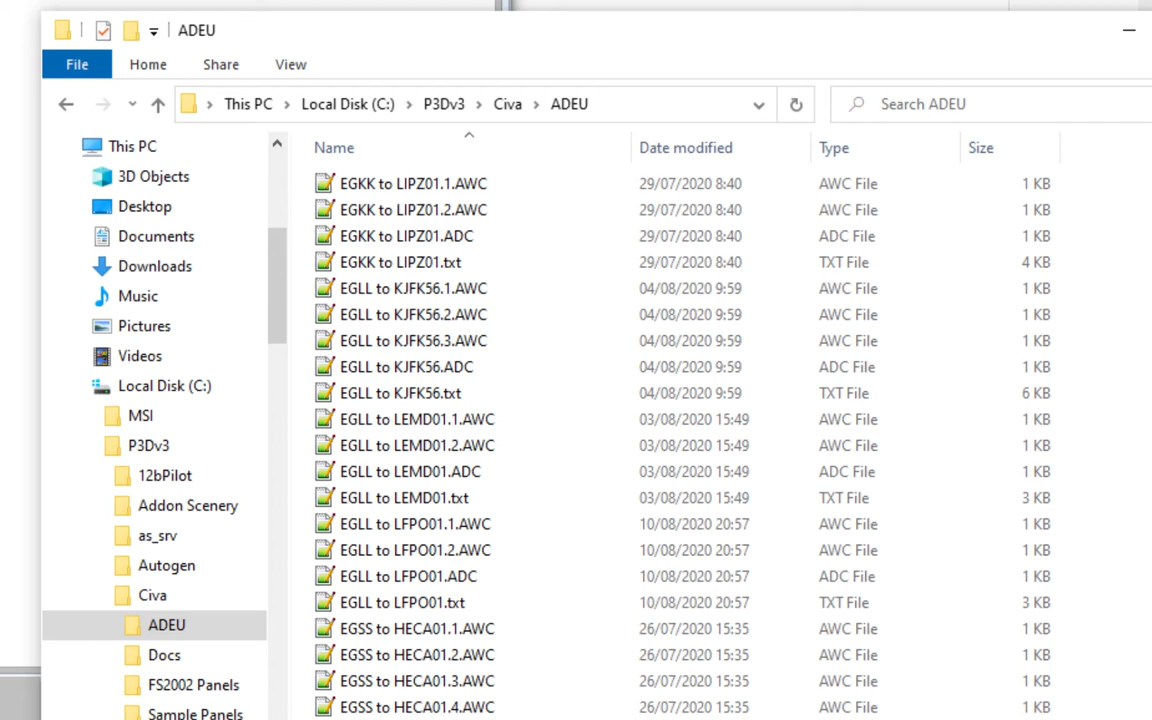 ADEU
File Home Share View
This PC > Local Disk (C:) > P3Dv3 > Civa > ADEU Search ADEU
This PC
3D Objects
Desktop
Documents
Downloads
Music
Pictures
Videos
Local Disk (C:)
MSI
P3Dv3
12bPilot
Addon Scenery
as_srv
Autogen
Civa
ADEU
Docs
FS2002 Panels
Sample Panels
Name Date modified Type Size
EGKK to LIPZ01.1.AWC 29/07/2020 8:40 AWC File 1 KB
EGKK to LIPZ01.2.AWC 29/07/2020 8:40 AWC File 1 KB
EGKK to LIPZ01.ADC 29/07/2020 8:40 ADC File 1 KB
EGKK to LIPZ01.txt 29/07/2020 8:40 TXT File 4 KB
EGLL to KJFK56.1.AWC 04/08/2020 9:59 AWC File 1 KB
EGLL to KJFK56.2.AWC 04/08/2020 9:59 AWC File 1 KB
EGLL to KJFK56.3.AWC 04/08/2020 9:59 AWC File 1 KB
EGLL to KJFK56.ADC 04/08/2020 9:59 ADC File 1 KB
EGLL to KJFK56.txt 04/08/2020 9:59 TXT File 6 KB
EGLL to LEMD01.1.AWC 03/08/2020 15:49 AWC File 1 KB
EGLL to LEMD01.2.AWC 03/08/2020 15:49 AWC File 1 KB
EGLL to LEMD01.ADC 03/08/2020 15:49 ADC File 1 KB
EGLL to LEMD01.txt 03/08/2020 15:49 TXT File 3 KB
EGLL to LFPO01.1.AWC 10/08/2020 20:57 AWC File 1 KB
EGLL to LFPO01.2.AWC 10/08/2020 20:57 AWC File 1 KB
EGLL to LFPO01.ADC 10/08/2020 20:57 ADC File 1 KB
EGLL to LFPO01.txt 10/08/2020 20:57 TXT File 3 KB
EGSS to HECA01.1.AWC 26/07/2020 15:35 AWC File 1 KB
EGSS to HECA01.2.AWC 26/07/2020 15:35 AWC File 1 KB
EGSS to HECA01.3.AWC 26/07/2020 15:35 AWC File 1 KB
EGSS to HECA01.4.AWC 26/07/2020 15:35 AWC File 1 KB